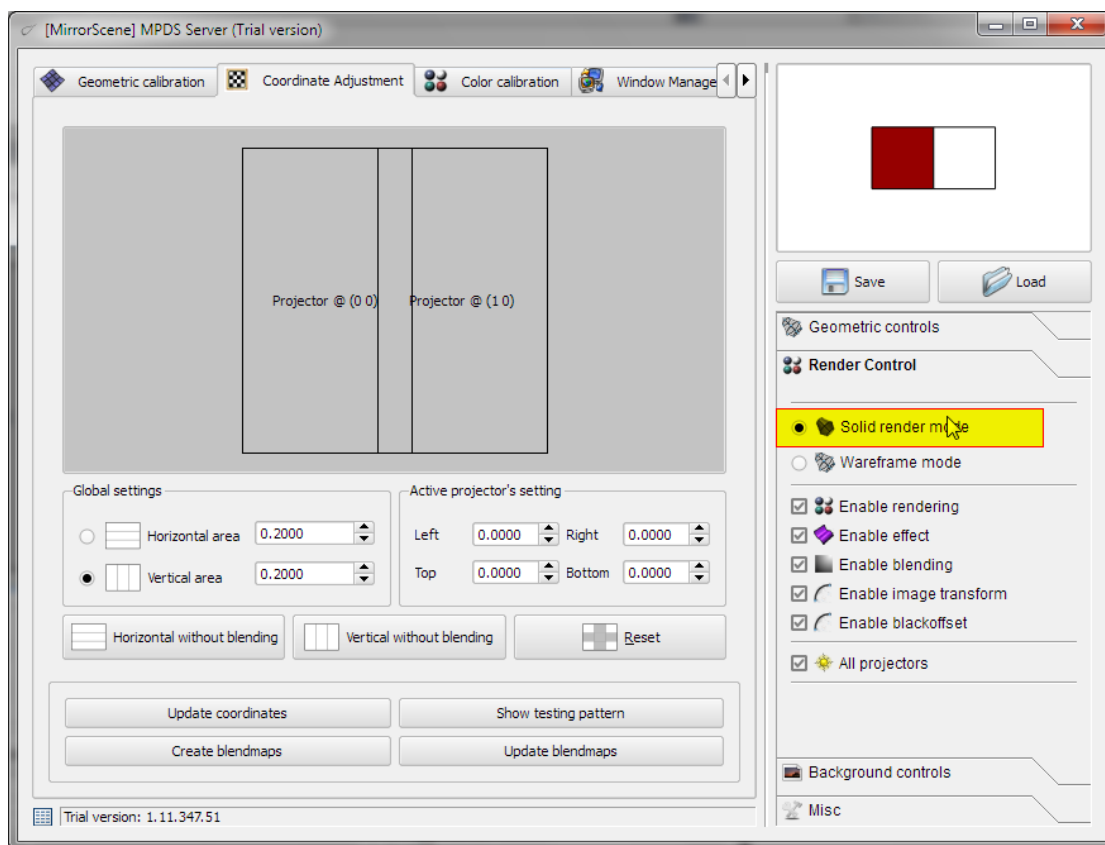 [MirrorScene] MPDS Server (Trial version)
Geometric calibration
Coordinate Adjustment
Color calibration
Window Manage
Projector @ (0 0)
Projector @ (1 0)
Global settings
Horizontal area 0.2000
Vertical area 0.2000
Active projector's setting
Left 0.0000 Right 0.0000
Top 0.0000 Bottom 0.0000
Horizontal without blending
Vertical without blending
Reset
Update coordinates
Show testing pattern
Create blendmaps
Update blendmaps
Trial version: 1.11.347.51
Save
Load
Geometric controls
Render Control
Solid render mode
Wareframe mode
Enable rendering
Enable effect
Enable blending
Enable image transform
Enable blackoffset
All projectors
Background controls
Misc